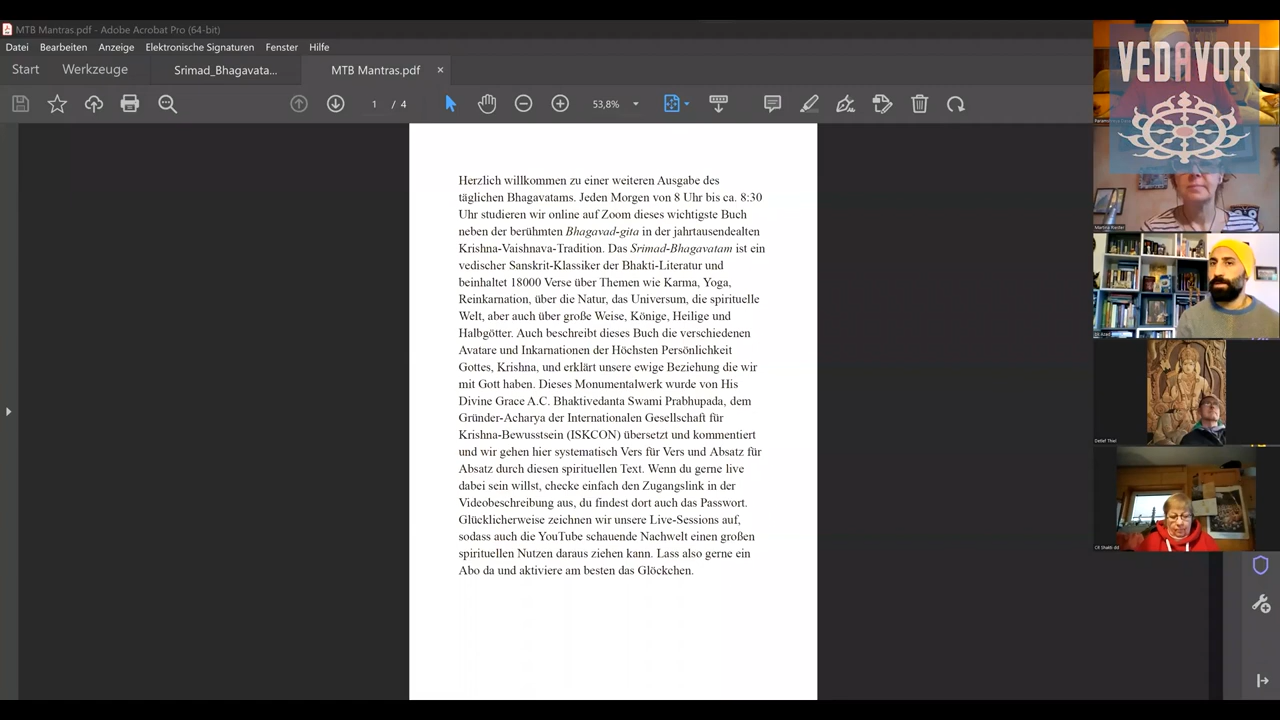 MTB Mantras.pdf - Adobe Acrobat Pro (64-bit)
Datei Bearbeiten Anzeige Elektronische Signaturen Fenster Hilfe
Start Werkzeuge Srimad_Bhagavata... MTB Mantras.pdf ×
1 / 4 53,8%
Herzlich willkommen zu einer weiteren Ausgabe des
täglichen Bhagavatams. Jeden Morgen von 8 Uhr bis ca. 8:30
Uhr studieren wir online auf Zoom dieses wichtigste Buch
neben der berühmten Bhagavad-gita in der jahrtausendealten
Krishna-Vaishnava-Tradition. Das Srimad-Bhagavatam ist ein
vedischer Sanskrit-Klassiker der Bhakti-Literatur und
beinhaltet 18000 Verse über Themen wie Karma, Yoga,
Reinkarnation, über die Natur, das Universum, die spirituelle
Welt, aber auch über große Weise, Könige, Heilige und
Halbgötter. Auch beschreibt dieses Buch die verschiedenen
Avatare und Inkarnationen der Höchsten Persönlichkeit
Gottes, Krishna, und erklärt unsere ewige Beziehung die wir
mit Gott haben. Dieses Monumentalwerk wurde von His
Divine Grace A.C. Bhaktivedanta Swami Prabhupada, dem
Gründer-Acharya der Internationalen Gesellschaft für
Krishna-Bewusstsein (ISKCON) übersetzt und kommentiert
und wir gehen hier systematisch Vers für Vers und Absatz für
Absatz durch diesen spirituellen Text. Wenn du gerne live
dabei sein willst, checke einfach den Zugangslink in der
Videobeschreibung aus, du findest dort auch das Passwort.
Glücklicherweise zeichnen wir unsere Live-Sessions auf,
sodass auch die YouTube schauende Nachwelt einen großen
spirituellen Nutzen daraus ziehen kann. Lass also gerne ein
Abo da und aktiviere am besten das Glöckchen.
VEDAVOX
Detlef Thiel
CR Shakti dd